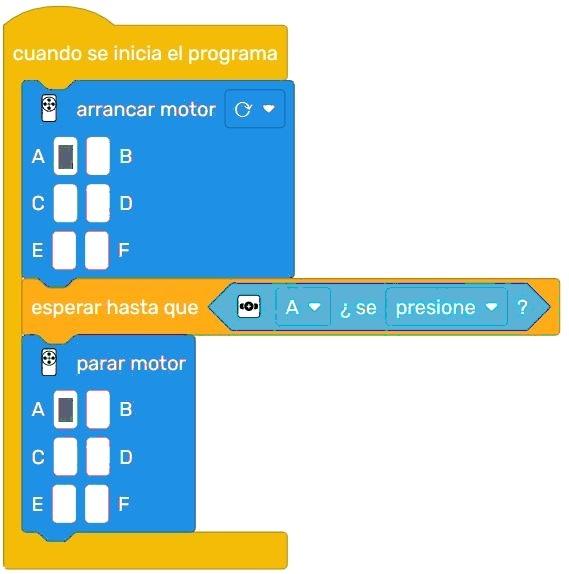 cuando se inicia el programa
arrancar motor
A B
C D
E F
esperar hasta que A ¿ se presione ?
parar motor
A B
C D
E F